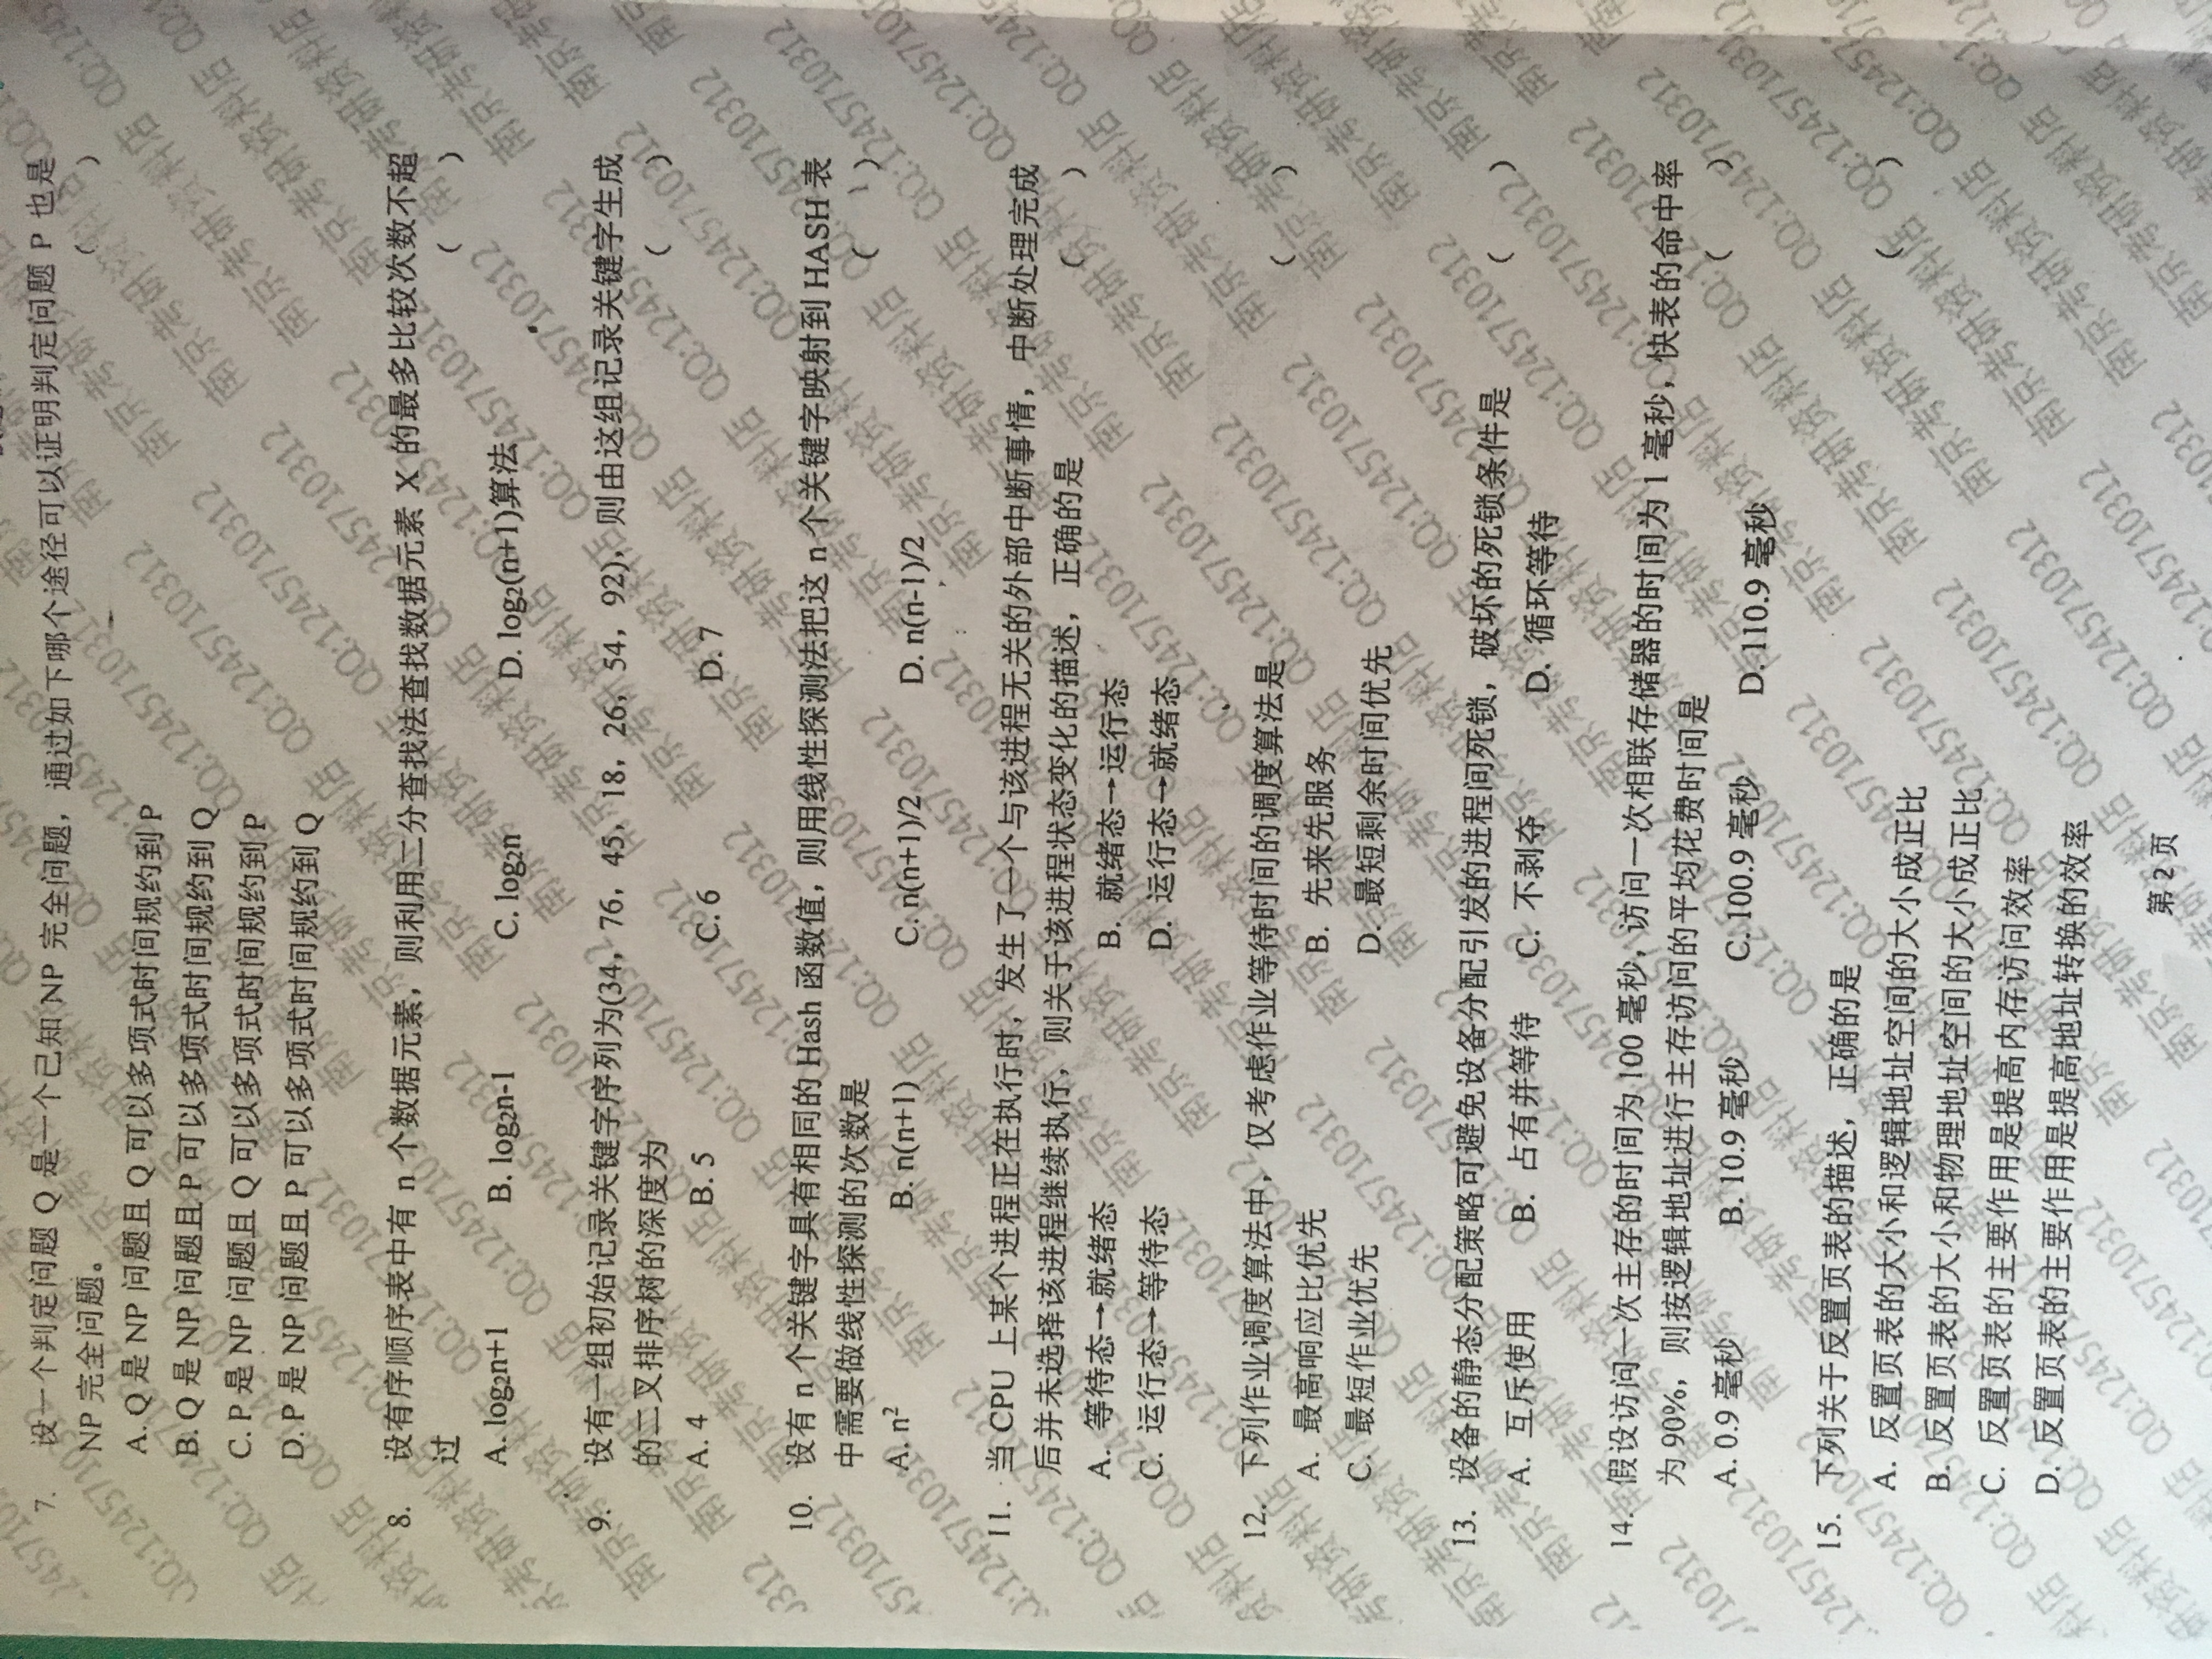 7. 设一个判定问题 Q 是一个已知 NP 完全问题，通过如下哪个途径可以证明判定问题 P 也是
NP 完全问题。 ( )
A. Q 是 NP 问题且 Q 可以多项式时间规约到 P
B. Q 是 NP 问题且 P 可以多项式时间规约到 Q
C. P 是 NP 问题且 Q 可以多项式时间规约到 P
D. P 是 NP 问题且 P 可以多项式时间规约到 Q
8. 设有序顺序表中有 n 个数据元素，则利用二分查找法查找数据元素 X 的最多比较次数不超
过 ( )
A. log₂n+1 B. log₂n-1 C. log₂n D. log₂(n+1)算法
9. 设有一组初始记录关键字序列为(34，76，45，18，26，54，92)，则由这组记录关键字生成
的二叉排序树的深度为 ( )
A. 4 B. 5 C. 6 D. 7
10. 设有 n 个关键字具有相同的 Hash 函数值，则用线性探测法把这 n 个关键字映射到 HASH 表
中需要做线性探测的次数是 ( )
A. n² B. n(n+1) C. n(n+1)/2 D. n(n-1)/2
11. 当 CPU 上某个进程正在执行时，发生了一个与该进程无关的外部中断事情，中断处理完成
后并未选择该进程继续执行，则关于该进程状态变化的描述，正确的是 ( )
A. 等待态→就绪态 B. 就绪态→运行态
C. 运行态→等待态 D. 运行态→就绪态
12. 下列作业调度算法中，仅考虑作业等待时间的调度算法是 ( )
A. 最高响应比优先 B. 先来先服务
C. 最短作业优先 D. 最短剩余时间优先
13. 设备的静态分配策略可避免设备分配引发的进程间死锁，破坏的死锁条件是 ( )
A. 互斥使用 B. 占有并等待 C. 不剥夺 D. 循环等待
14. 假设访问一次主存的时间为 100 毫秒，访问一次相联存储器的时间为 1 毫秒，快表的命中率
为 90%，则按逻辑地址进行主存访问的平均花费时间是 ( )
A. 0.9 毫秒 B. 10.9 毫秒 C. 100.9 毫秒 D. 110.9 毫秒
15. 下列关于反置页表的描述，正确的是 ( )
A. 反置页表的大小和逻辑地址空间的大小成正比
B. 反置页表的大小和物理地址空间的大小成正比
C. 反置页表的主要作用是提高内存访问效率
D. 反置页表的主要作用是提高地址转换的效率
第 2 页
南京考研资料店 QQ:1245710312